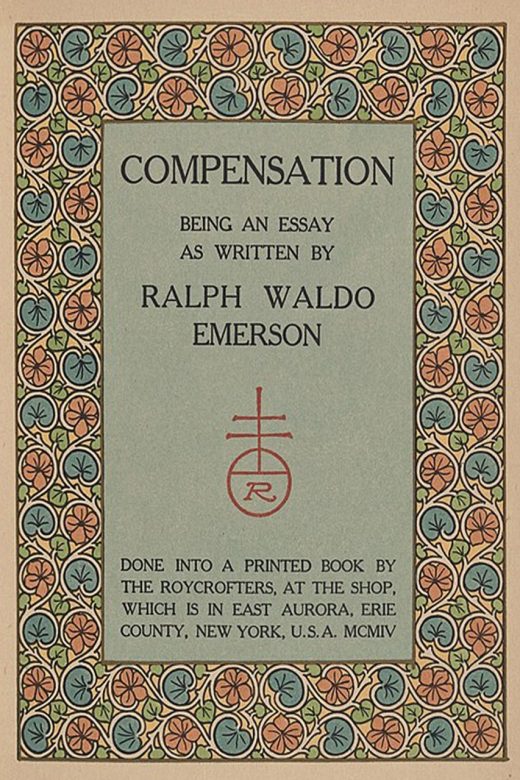 COMPENSATION
BEING AN ESSAY
AS WRITTEN BY
RALPH WALDO
EMERSON
R
DONE INTO A PRINTED BOOK BY
THE ROYCROFTERS, AT THE SHOP,
WHICH IS IN EAST AURORA, ERIE
COUNTY, NEW YORK, U.S.A. MCMIV